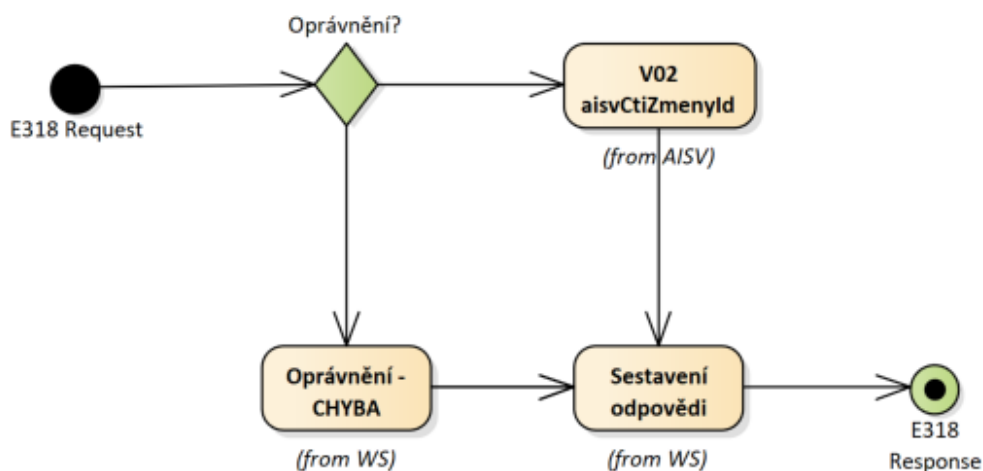 Oprávnění?
E318 Request
V02
aisvCtiZmenyId
(from AISV)
Oprávnění -
CHYBA
(from WS)
Sestavení
odpovědi
(from WS)
E318
Response